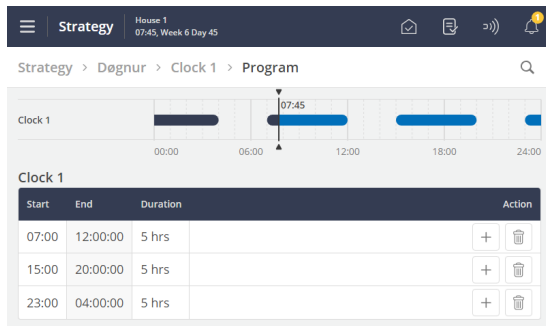 Strategy
House 1
07:45, Week 6 Day 45
1
Strategy > Døgnur > Clock 1 > Program
07:45
Clock 1
00:00 06:00 12:00 18:00 24:00
Clock 1
Start End Duration Action
07:00 12:00:00 5 hrs
15:00 20:00:00 5 hrs
23:00 04:00:00 5 hrs